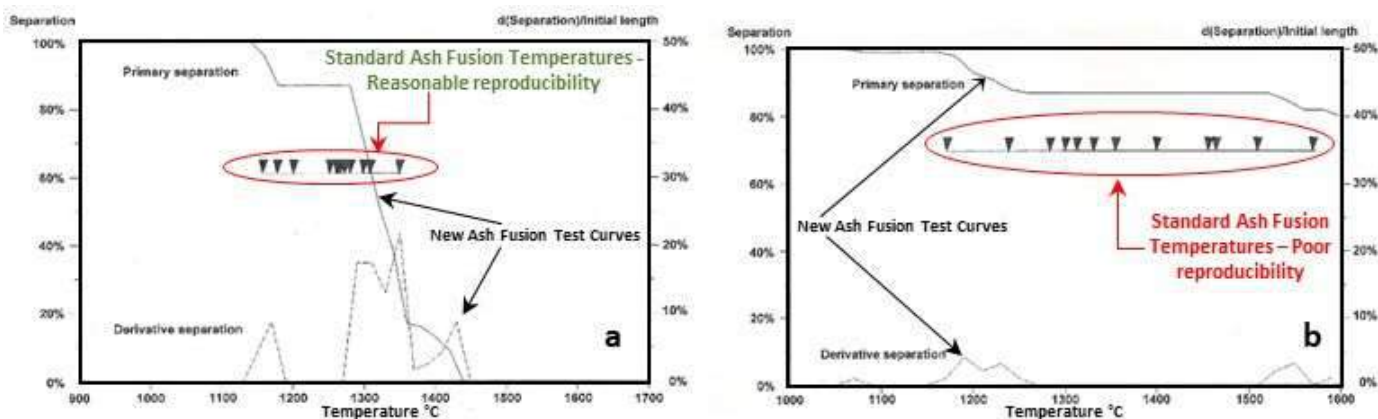 Separation
d(Separation)/Initial length
100%
50%
Primary separation
Standard Ash Fusion Temperatures -
Reasonable reproducibility
80%
40%
60%
30%
40%
20%
New Ash Fusion Test Curves
20%
10%
Derivative separation
a
0%
0%
900
1000
1100
1200
1300
1400
1500
1600
1700
Temperature °C
Separation
d(Separation)/Initial length
100%
50%
Primary separation
80%
40%
60%
30%
40%
20%
New Ash Fusion Test Curves
Standard Ash Fusion
Temperatures – Poor
reproducibility
20%
10%
Derivative separation
b
0%
0%
1000
1100
1200
1300
1400
1500
1600
Temperature °C